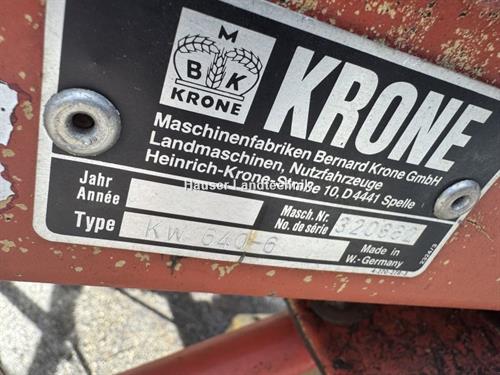 M
B K
KRONE
KRONE
Maschinenfabriken Bernard Krone GmbH
Landmaschinen, Nutzfahrzeuge
Heinrich-Krone-Straße 10, D 4441 Spelle
Hauser Landtechnik
Jahr
Année
Masch. Nr.
No. de série
320882
Type
KW 640-6
Made in
W.-Germany